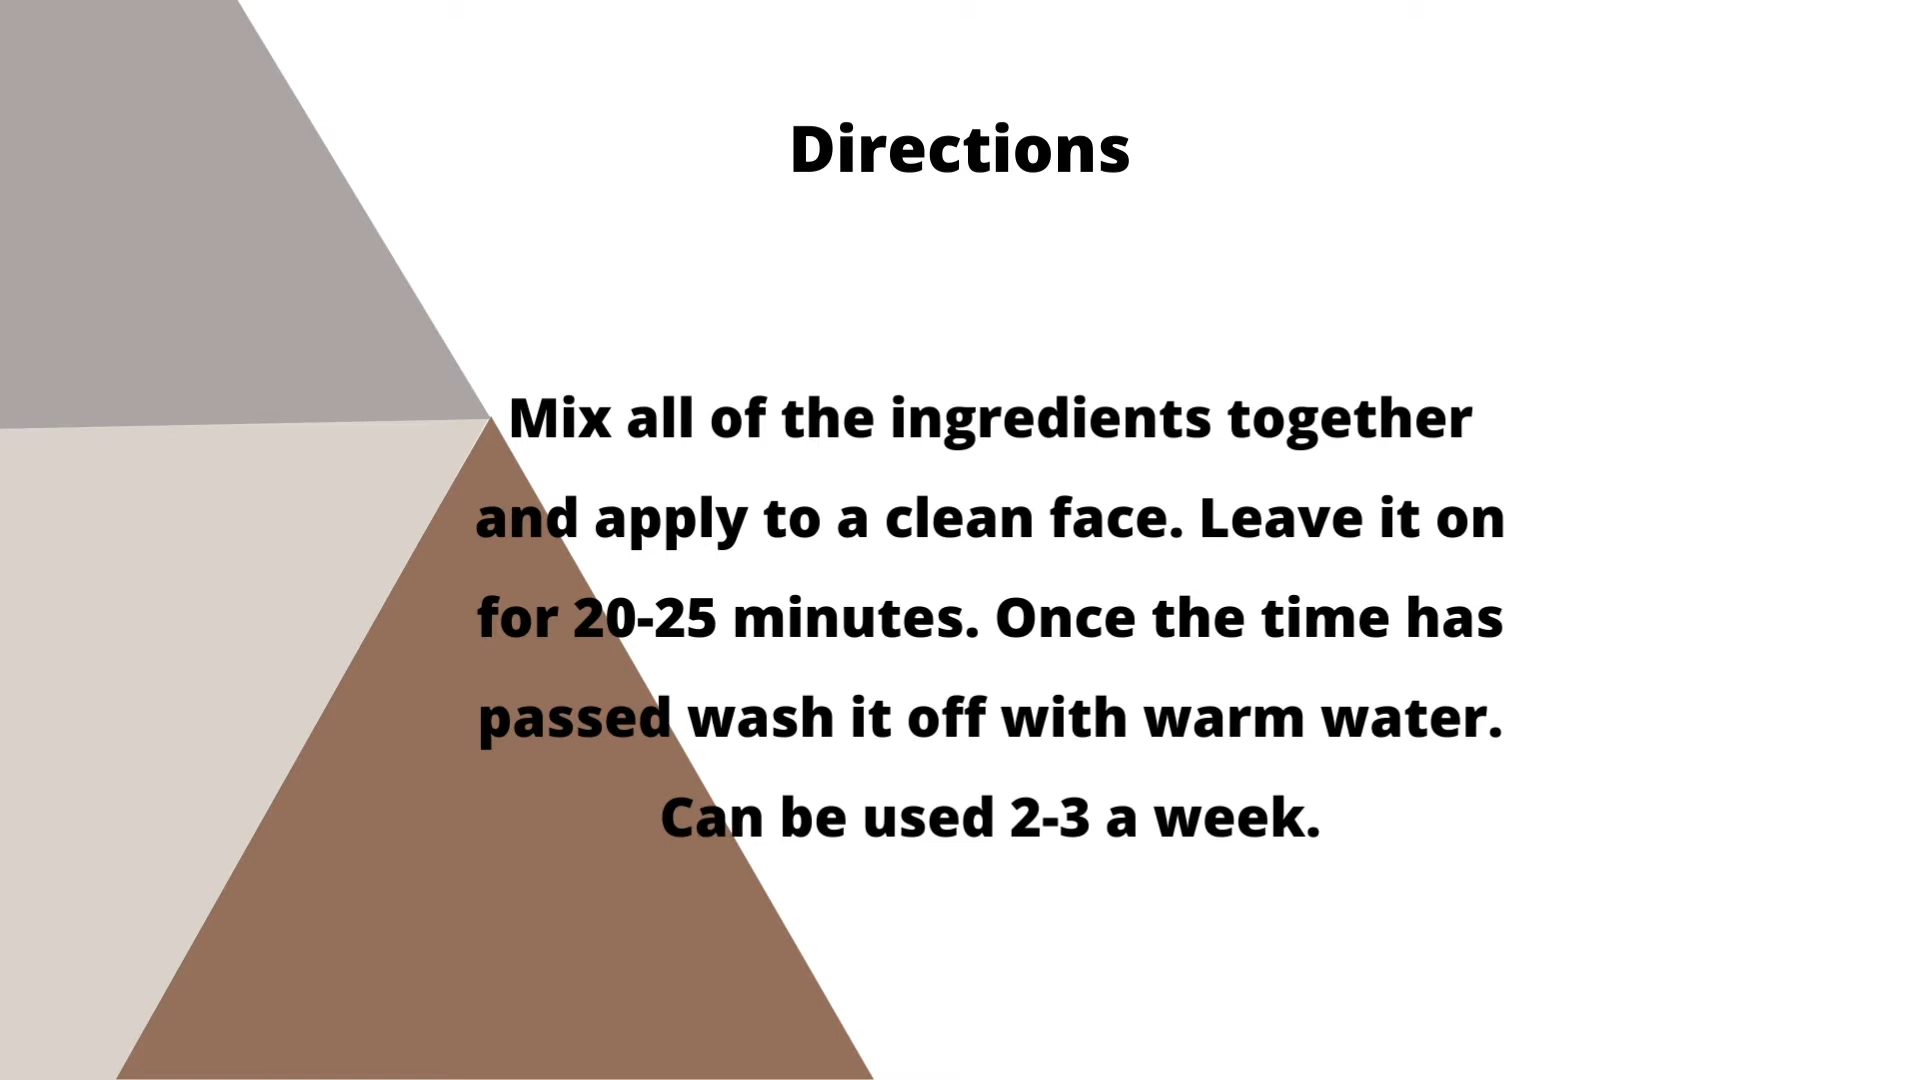 Directions
Mix all of the ingredients together
and apply to a clean face. Leave it on
for 20-25 minutes. Once the time has
passed wash it off with warm water.
Can be used 2-3 a week.